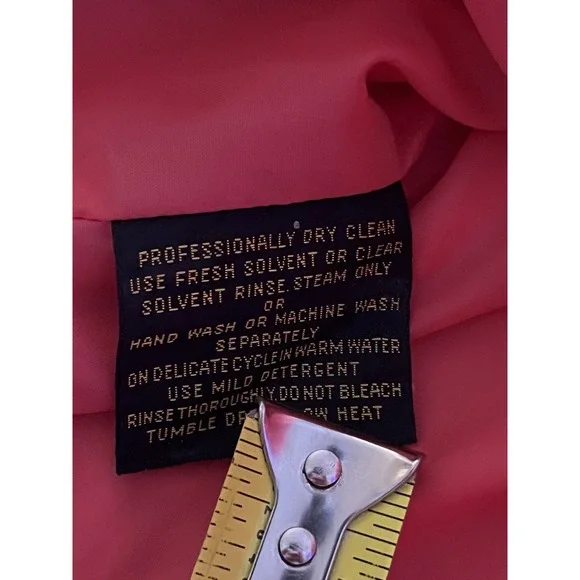 PROFESSIONALLY DRY CLEAN
USE FRESH SOLVENT OR CLEAR
SOLVENT RINSE. STEAM ONLY
OR
HAND WASH OR MACHINE WASH
SEPARATELY
ON DELICATE CYCLE IN WARM WATER
USE MILD DETERGENT
RINSE THOROUGHLY. DO NOT BLEACH
TUMBLE HEAT